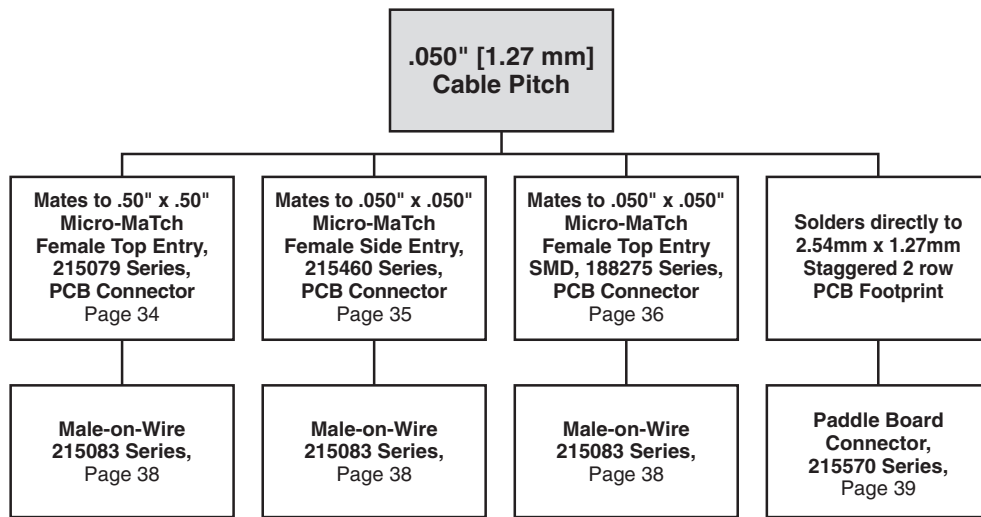 .050" [1.27 mm]
Cable Pitch
Mates to .50" x .50"
Micro-MaTch
Female Top Entry,
215079 Series,
PCB Connector
Page 34
Mates to .050" x .050"
Micro-MaTch
Female Side Entry,
215460 Series,
PCB Connector
Page 35
Mates to .050" x .050"
Micro-MaTch
Female Top Entry
SMD, 188275 Series,
PCB Connector
Page 36
Solders directly to
2.54mm x 1.27mm
Staggered 2 row
PCB Footprint
Male-on-Wire
215083 Series,
Page 38
Male-on-Wire
215083 Series,
Page 38
Male-on-Wire
215083 Series,
Page 38
Paddle Board
Connector,
215570 Series,
Page 39